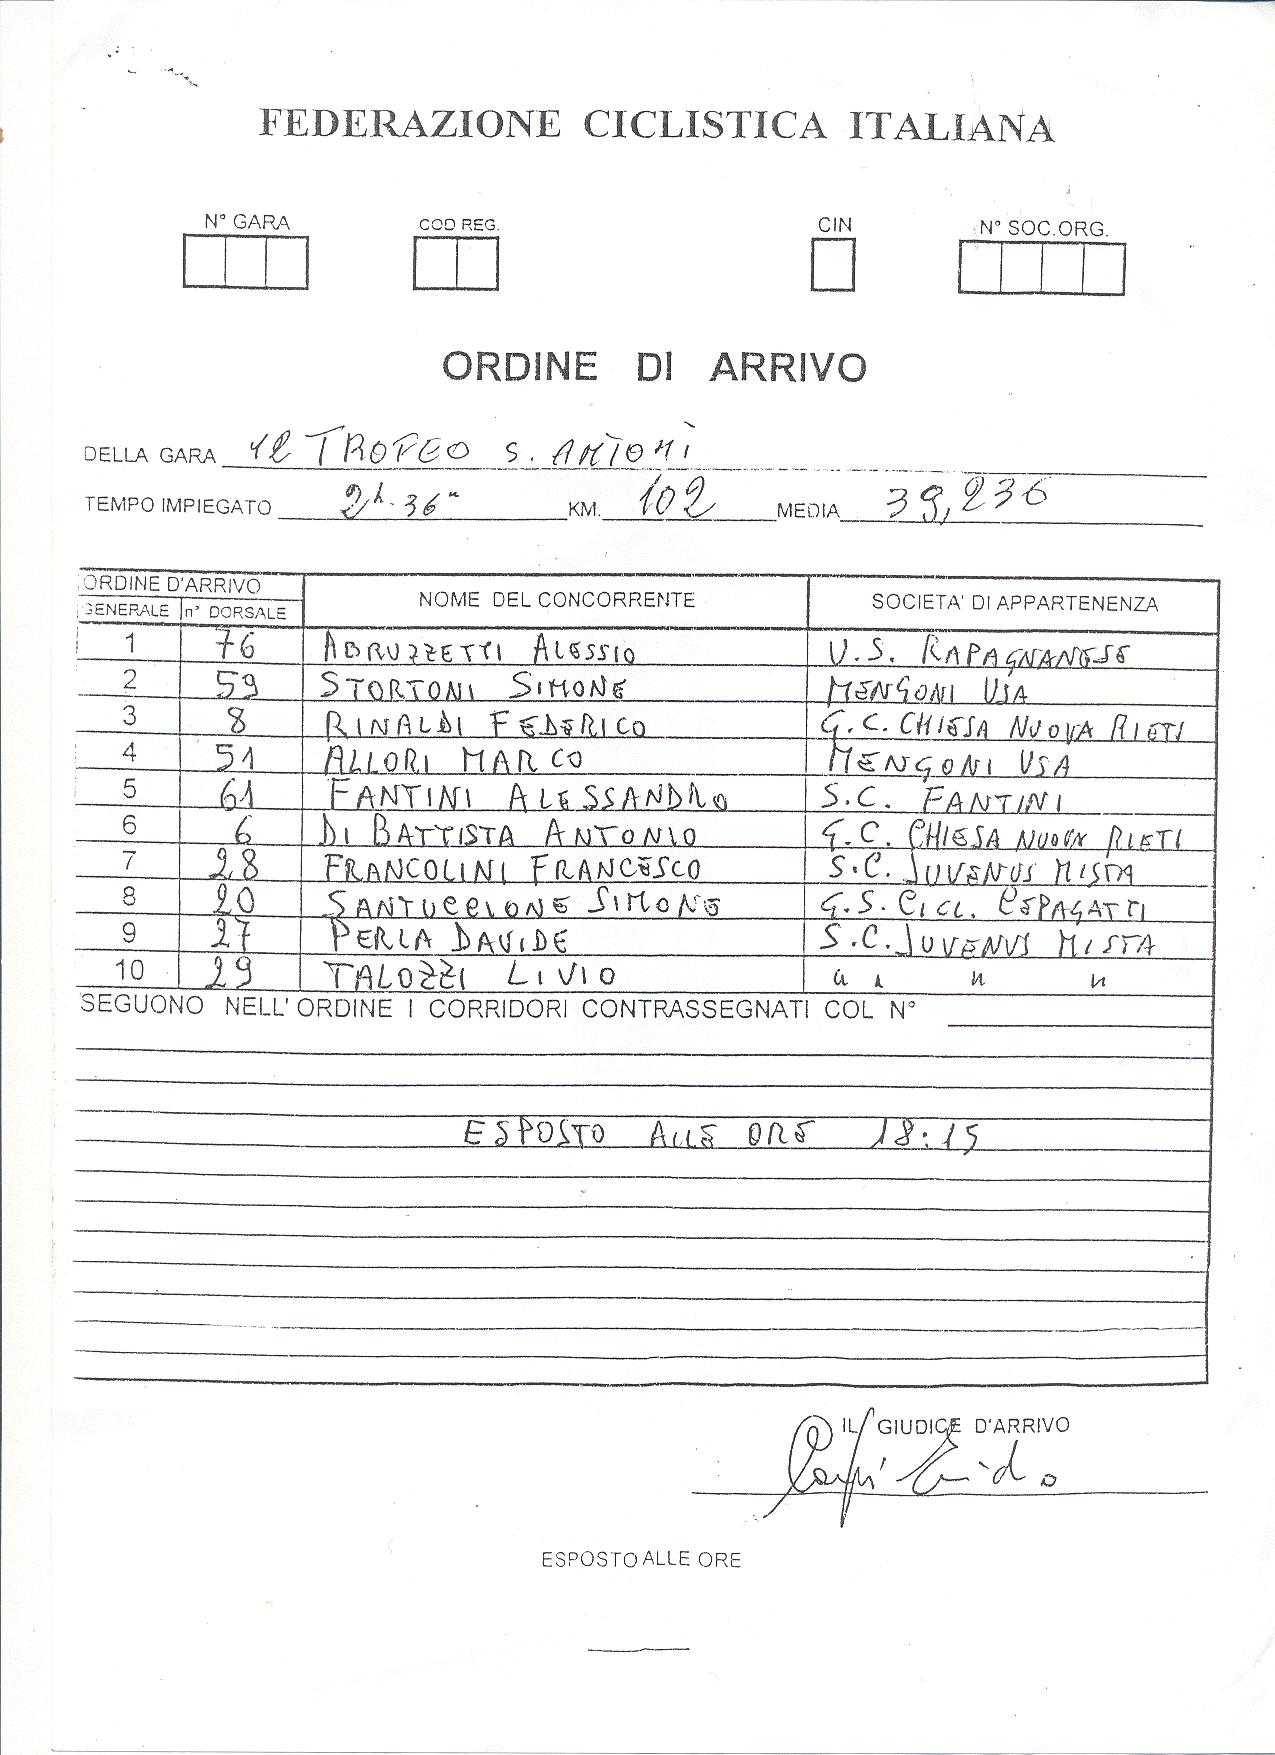 FEDERAZIONE CICLISTICA ITALIANA
N° GARA COD REG. CIN N° SOC.ORG.
ORDINE DI ARRIVO
DELLA GARA TROFEO S. ANTONI
TEMPO IMPIEGATO 2h. 36" KM. 102 MEDIA 39,236
ORDINE D'ARRIVO NOME DEL CONCORRENTE SOCIETA' DI APPARTENENZA
GENERALE n° DORSALE
1 76 ABRUZZETTI ALESSIO U.S. RAPAGNANESE
2 59 STORTONI SIMONE MENGONI USA
3 8 RINALDI FEDERICO G.C. CHIESA NUOVA RIETI
4 51 ALLORI MARCO MENGONI USA
5 61 FANTINI ALESSANDRO S.C. FANTINI
6 6 DI BATTISTA ANTONIO G.C. CHIESA NUOVA RIETI
7 28 FRANCOLINI FRANCESCO S.C. JUVENUS MISTA
8 20 SANTUCCIONE SIMONE G.S. CICL. CEPAGATTI
9 27 PERLA DAVIDE S.C. JUVENUS MISTA
10 29 TALOZZI LIVIO " " " "
SEGUONO NELL'ORDINE I CORRIDORI CONTRASSEGNATI COL N°
ESPOSTO ALLE ORE 18:15
IL GIUDICE D'ARRIVO
ESPOSTO ALLE ORE